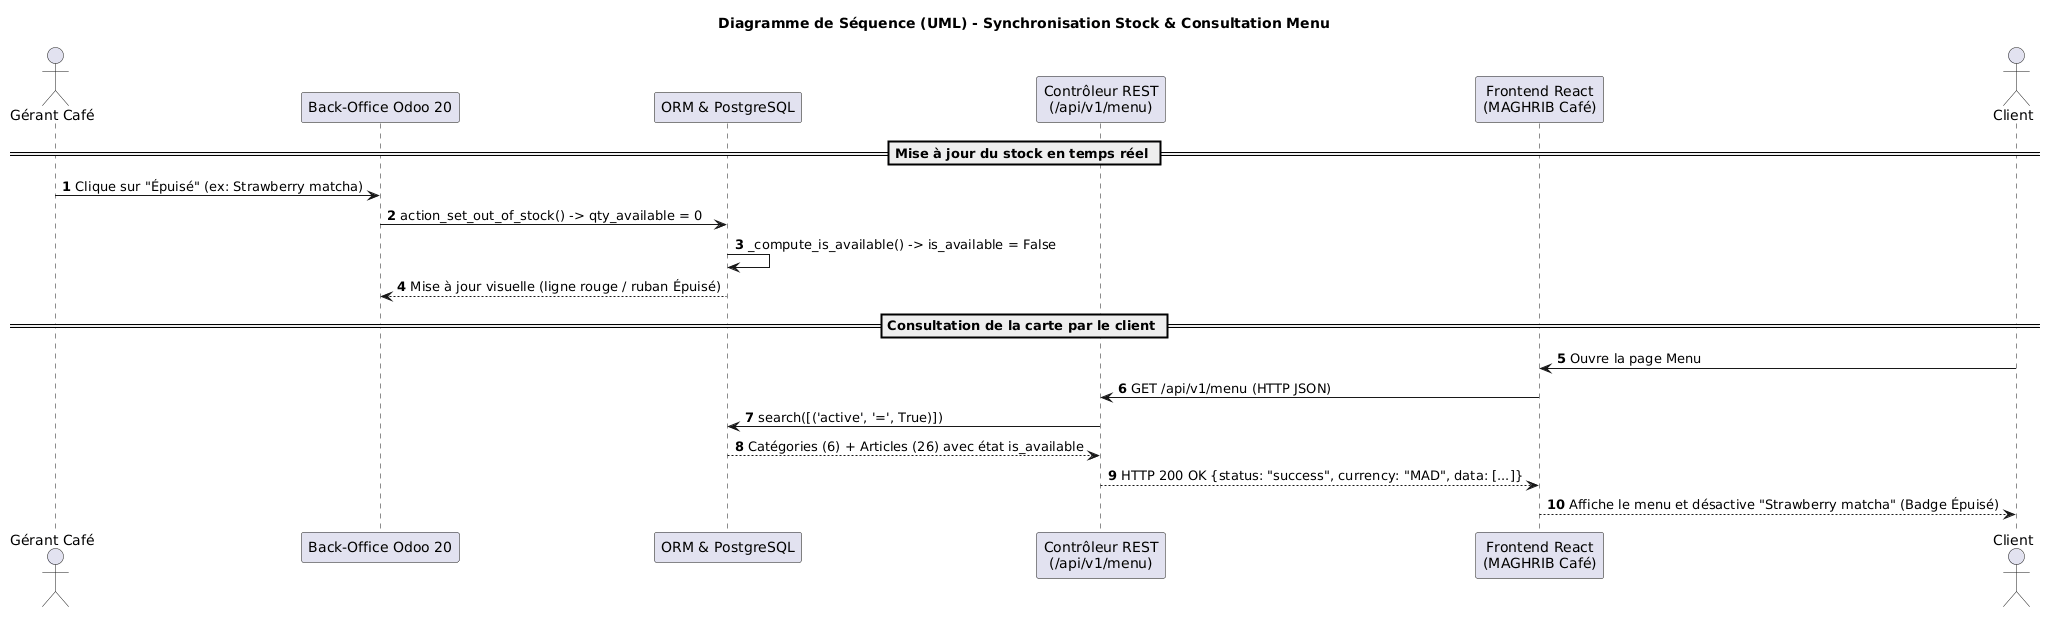 Diagramme de Séquence (UML) - Synchronisation Stock & Consultation Menu
Gérant Café
Back-Office Odoo 20
ORM & PostgreSQL
Contrôleur REST
(/api/v1/menu)
Frontend React
(MAGHRIB Café)
Client
Mise à jour du stock en temps réel
1 Clique sur "Épuisé" (ex: Strawberry matcha)
2 action_set_out_of_stock() -> qty_available = 0
3 _compute_is_available() -> is_available = False
4 Mise à jour visuelle (ligne rouge / ruban Épuisé)
Consultation de la carte par le client
5 Ouvre la page Menu
6 GET /api/v1/menu (HTTP JSON)
7 search([('active', '=', True)])
8 Catégories (6) + Articles (26) avec état is_available
9 HTTP 200 OK {status: "success", currency: "MAD", data: [...]}
10 Affiche le menu et désactive "Strawberry matcha" (Badge Épuisé)
Gérant Café
Back-Office Odoo 20
ORM & PostgreSQL
Contrôleur REST
(/api/v1/menu)
Frontend React
(MAGHRIB Café)
Client